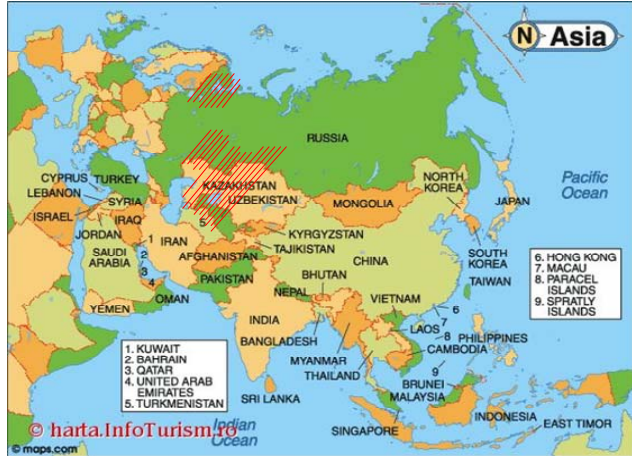 N Asia
RUSSIA
Pacific
Ocean
CYPRUS
TURKEY
LEBANON
SYRIA
ISRAEL
IRAQ
JORDAN
SAUDI
ARABIA
1
2
3
4
IRAN
KAZAKHSTAN
UZBEKISTAN
5
MONGOLIA
NORTH
KOREA
JAPAN
KYRGYZSTAN
TAJIKISTAN
AFGHANISTAN
CHINA
SOUTH
KOREA
PAKISTAN
BHUTAN
NEPAL
TAIWAN
OMAN
YEMEN
INDIA
VIETNAM
6
7
LAOS
8
PHILIPPINES
BANGLADESH
CAMBODIA
MYANMAR
THAILAND
9
BRUNEI
MALAYSIA
SRI LANKA
INDONESIA
SINGAPORE
EAST TIMOR
6. HONG KONG
7. MACAU
8. PARACEL
ISLANDS
9. SPRATLY
ISLANDS
1. KUWAIT
2. BAHRAIN
3. QATAR
4. UNITED ARAB
EMIRATES
5. TURKMENISTAN
Indian
Ocean
© harta.InfoTurism.ro
© maps.com